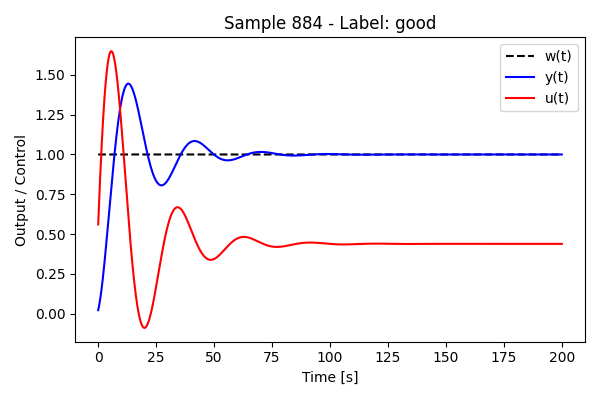 Sample 884 - Label: good
w(t)
y(t)
u(t)
Output / Control
1.50
1.25
1.00
0.75
0.50
0.25
0.00
0 25 50 75 100 125 150 175 200
Time [s]